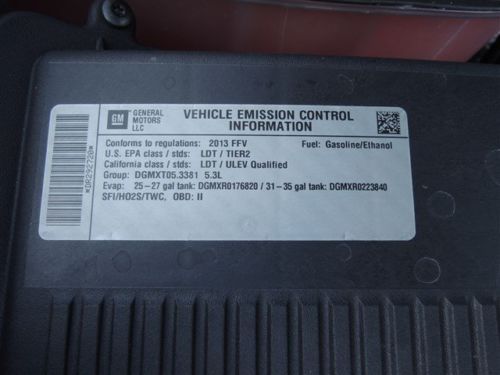 GM
GENERAL
MOTORS
LLC
VEHICLE EMISSION CONTROL
INFORMATION
Conforms to regulations: 2013 FFV
Fuel: Gasoline/Ethanol
U.S. EPA class / stds: LDT / TIER2
California class / stds: LDT / ULEV Qualified
Group: DGMXT05.3381 5.3L
Evap: 25-27 gal tank: DGMXR0176820 / 31-35 gal tank: DGMXR0223840
SFI/HO2S/TWC, OBD: II
*DR29272B*